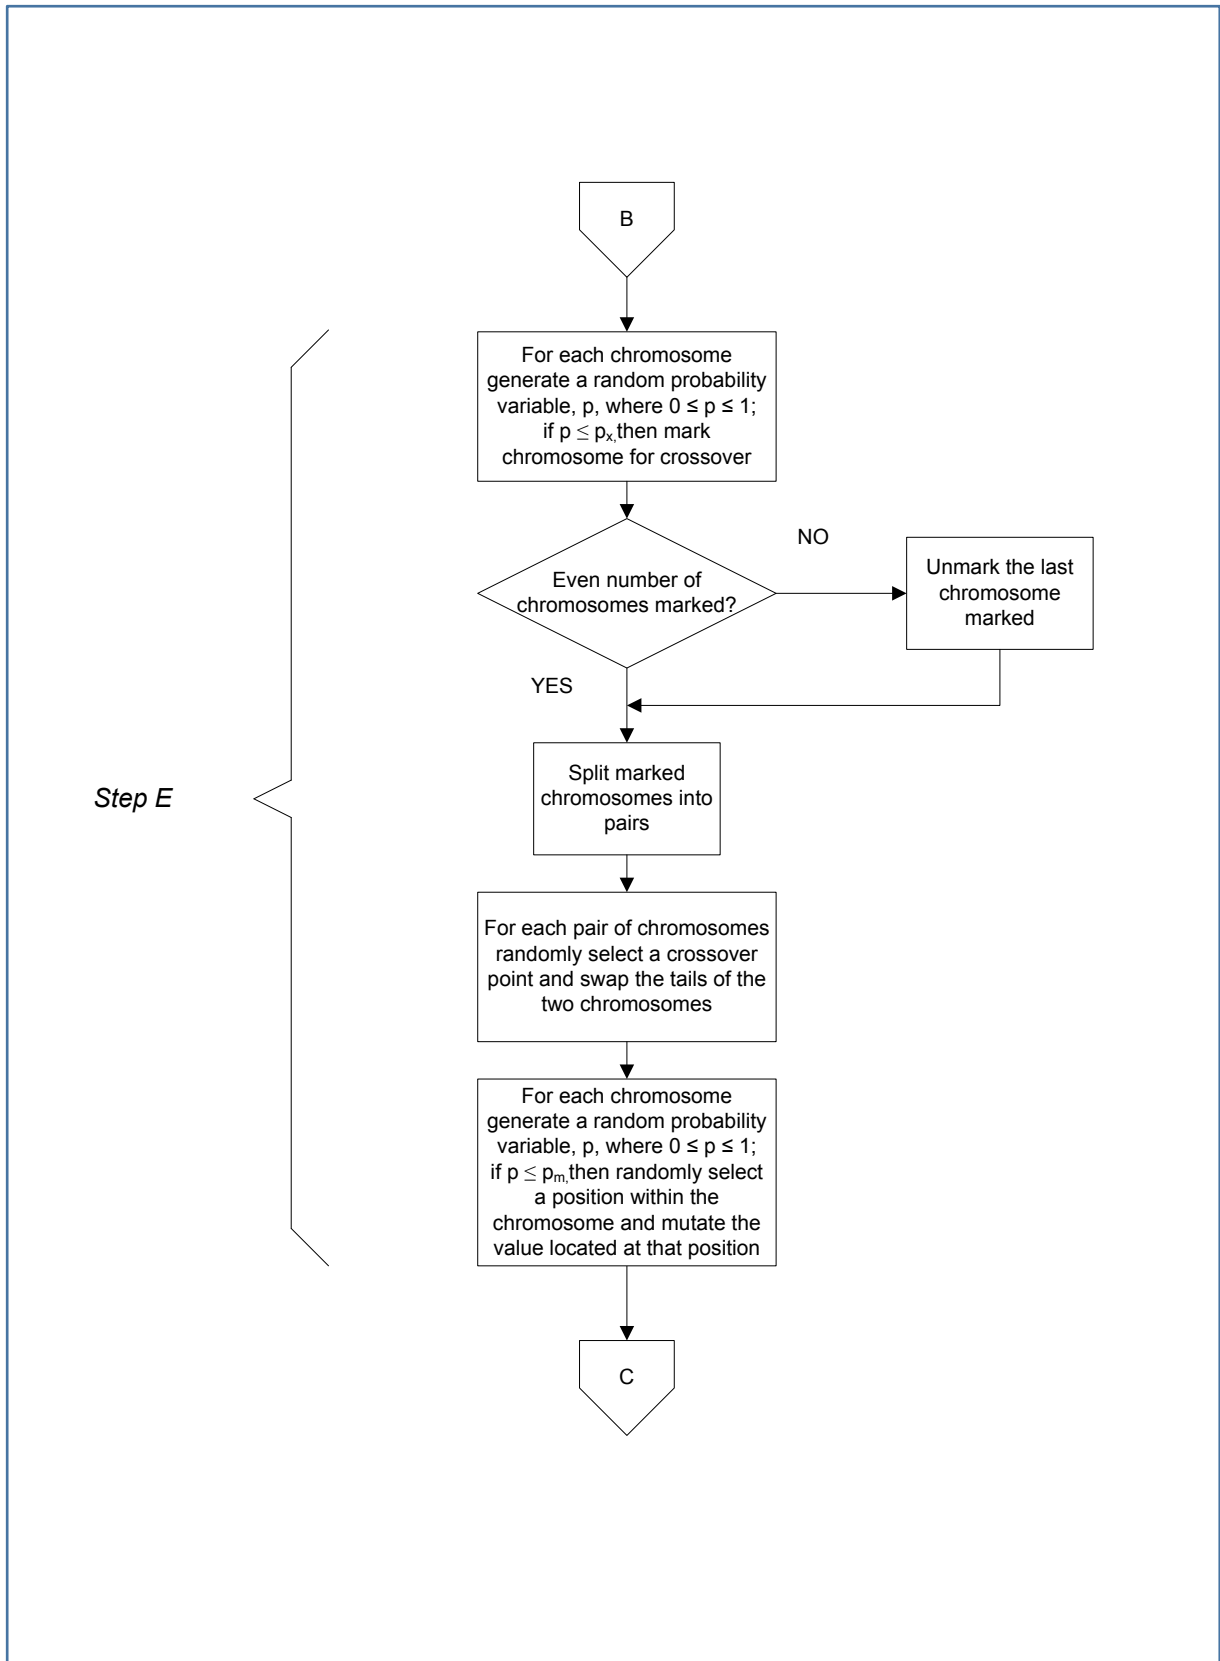 B
For each chromosome
generate a random probability
variable, p, where 0 ≤ p ≤ 1;
if p ≤ pₓ,then mark
chromosome for crossover
NO
Even number of
chromosomes marked?
Unmark the last
chromosome
marked
YES
Split marked
chromosomes into
pairs
Step E
For each pair of chromosomes
randomly select a crossover
point and swap the tails of the
two chromosomes
For each chromosome
generate a random probability
variable, p, where 0 ≤ p ≤ 1;
if p ≤ pₘ,then randomly select
a position within the
chromosome and mutate the
value located at that position
C